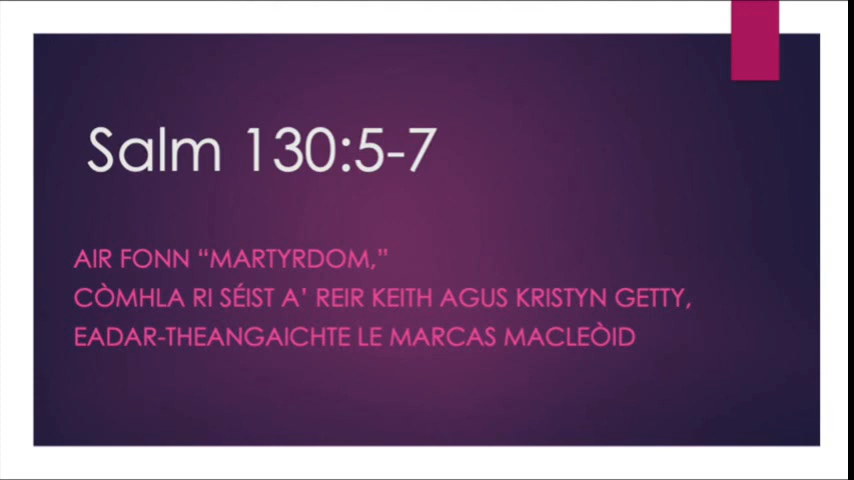 Salm 130:5-7
AIR FONN “MARTYRDOM,”
CÒMHLA RI SÉIST A’ REIR KEITH AGUS KRISTYN GETTY,
EADAR-THEANGAICHTE LE MARCAS MACLEÒID